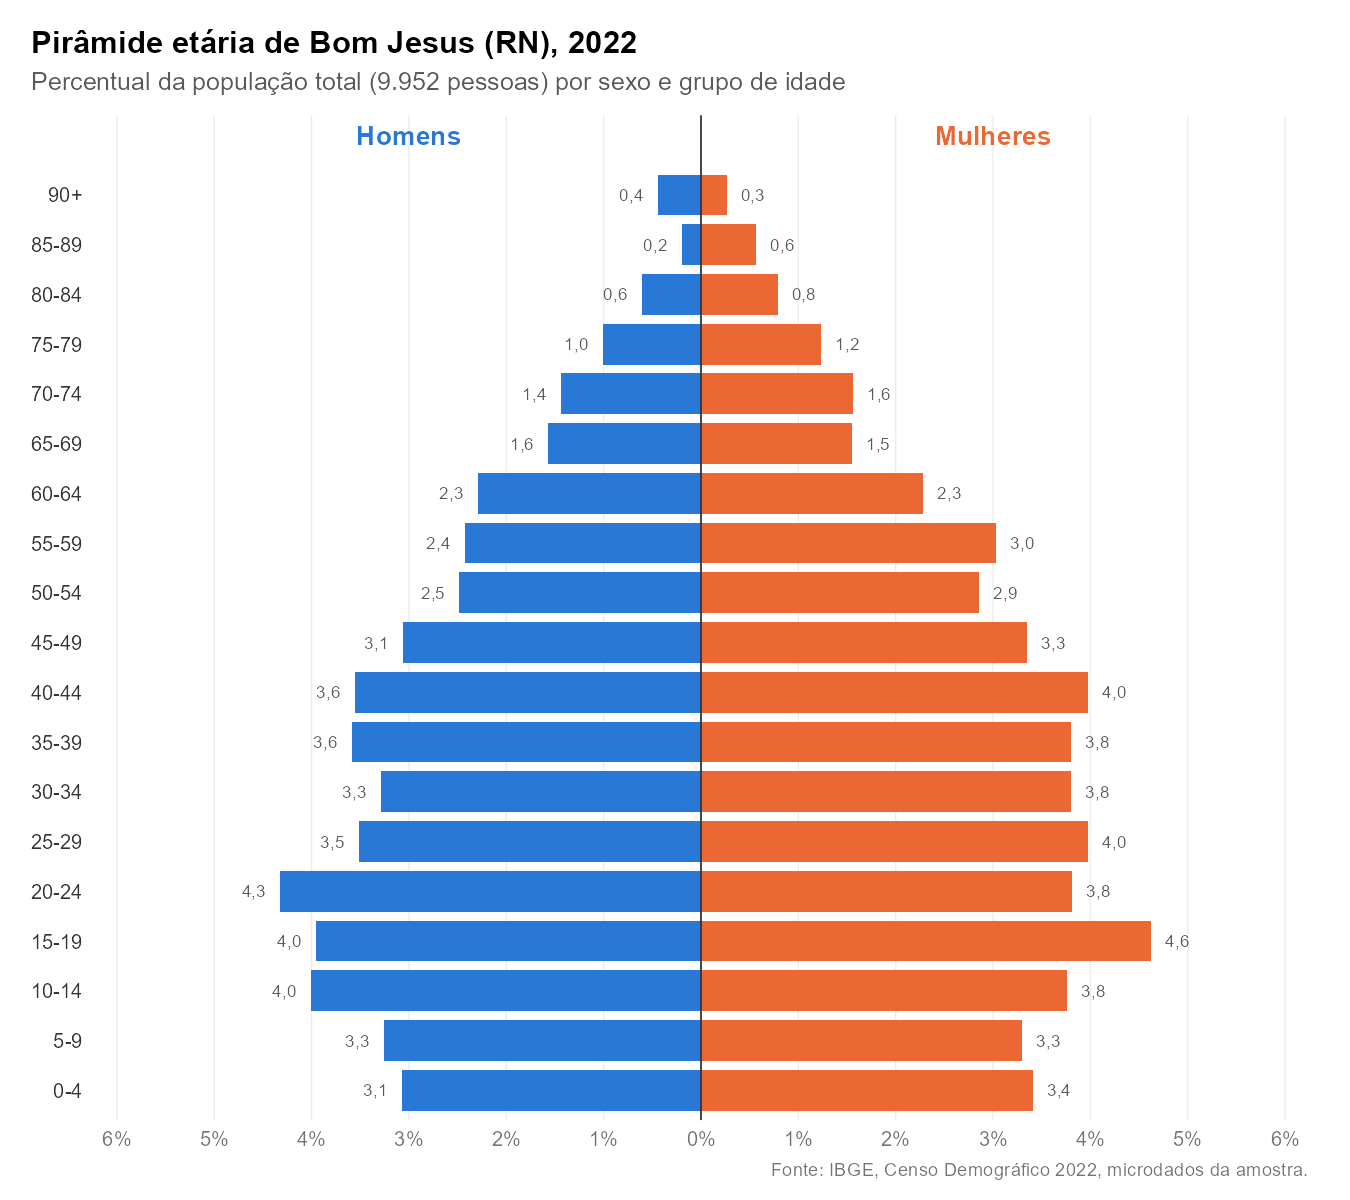 Pirâmide etária de Bom Jesus (RN), 2022
Percentual da população total (9.952 pessoas) por sexo e grupo de idade
Homens Mulheres
90+ 0,4 0,3
85-89 0,2 0,6
80-84 0,6 0,8
75-79 1,0 1,2
70-74 1,4 1,6
65-69 1,6 1,5
60-64 2,3 2,3
55-59 2,4 3,0
50-54 2,5 2,9
45-49 3,1 3,3
40-44 3,6 4,0
35-39 3,6 3,8
30-34 3,3 3,8
25-29 3,5 4,0
20-24 4,3 3,8
15-19 4,0 4,6
10-14 4,0 3,8
5-9 3,3 3,3
0-4 3,1 3,4
6% 5% 4% 3% 2% 1% 0% 1% 2% 3% 4% 5% 6%
Fonte: IBGE, Censo Demográfico 2022, microdados da amostra.